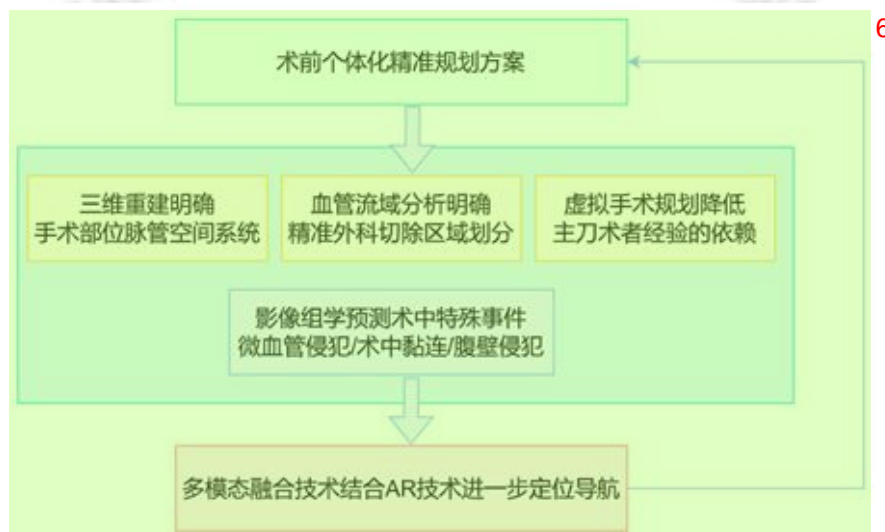 6
术前个体化精准规划方案
三维重建明确
手术部位脉管空间系统
血管流域分析明确
精准外科切除区域划分
虚拟手术规划降低
主刀术者经验的依赖
影像组学预测术中特殊事件
微血管侵犯/术中黏连/腹壁侵犯
多模态融合技术结合AR技术进一步定位导航